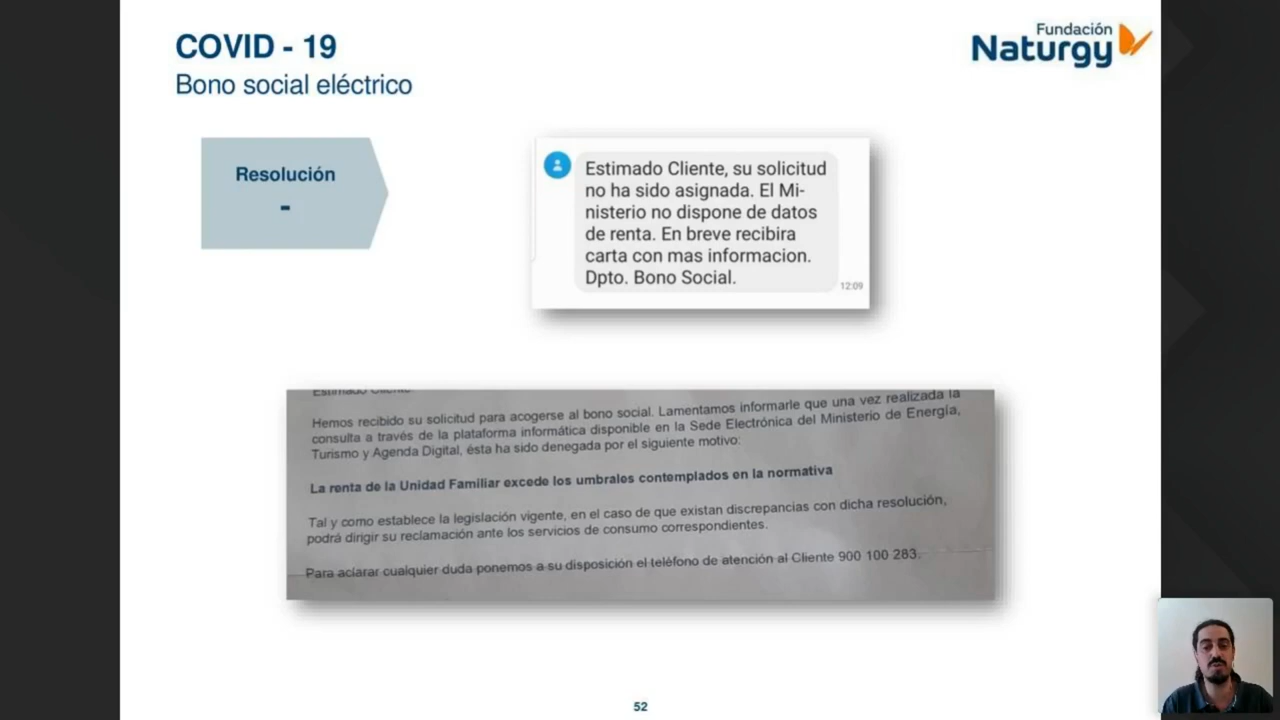 COVID - 19
Bono social eléctrico
Fundación
Naturgy
Resolución
-
Estimado Cliente, su solicitud
no ha sido asignada. El Mi-
nisterio no dispone de datos
de renta. En breve recibira
carta con mas informacion.
Dpto. Bono Social.
12:09
Estimado Cliente
Hemos recibido su solicitud para acogerse al bono social. Lamentamos informarle que una vez realizada la
consulta a través de la plataforma informática disponible en la Sede Electrónica del Ministerio de Energía,
Turismo y Agenda Digital, ésta ha sido denegada por el siguiente motivo:
La renta de la Unidad Familiar excede los umbrales contemplados en la normativa
Tal y como establece la legislación vigente, en el caso de que existan discrepancias con dicha resolución,
podrá dirigir su reclamación ante los servicios de consumo correspondientes.
Para aclarar cualquier duda ponemos a su disposición el teléfono de atención al Cliente 900 100 283.
52